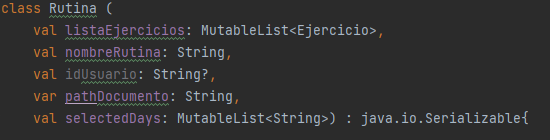 class Rutina (
val listaEjercicios: MutableList<Ejercicio>,
val nombreRutina: String,
val idUsuario: String?,
var pathDocumento: String,
val selectedDays: MutableList<String>) : java.io.Serializable{